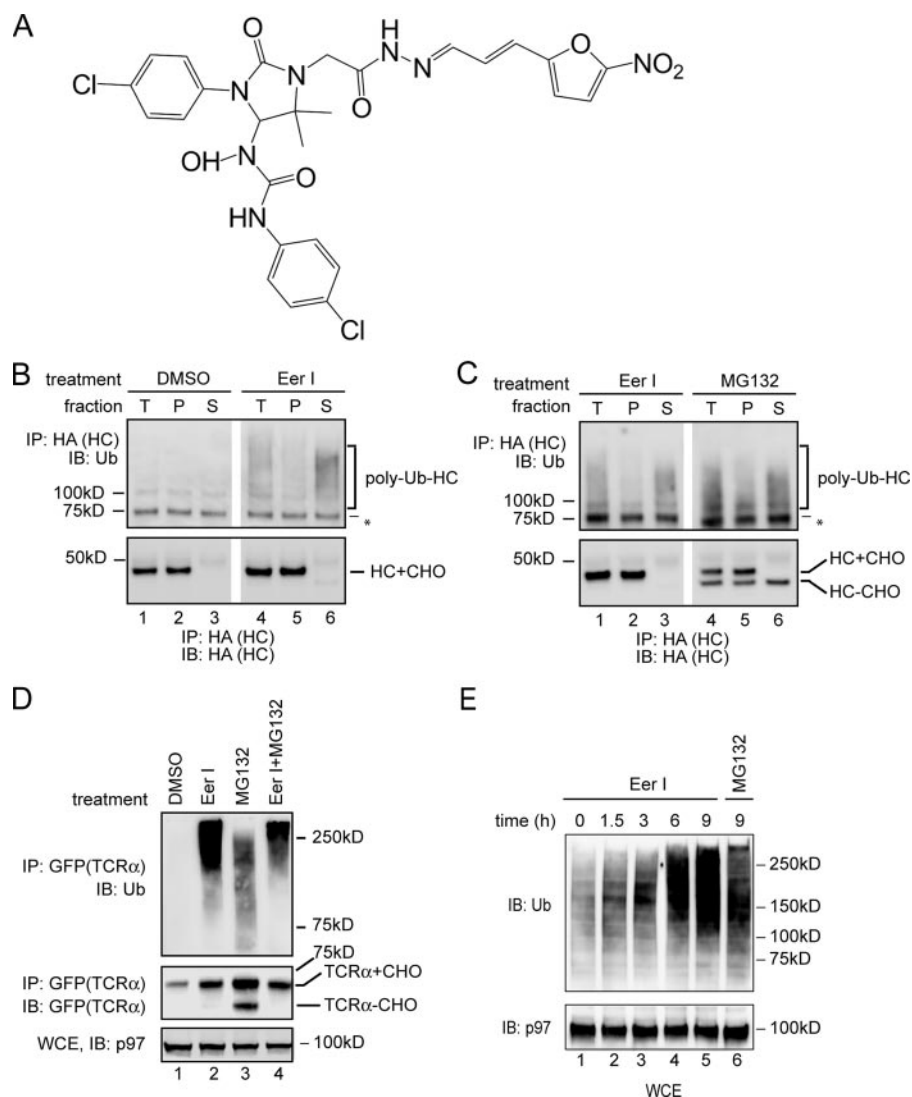 A
Cl
O
N
N
O
H
N
N
O
NO2
OH
N
O
HN
Cl
B
treatment DMSO Eer I
fraction T P S T P S
IP: HA (HC)
IB: Ub
poly-Ub-HC
100kD
75kD
*
50kD
HC+CHO
1 2 3 4 5 6
IP: HA (HC)
IB: HA (HC)
C
treatment Eer I MG132
fraction T P S T P S
IP: HA (HC)
IB: Ub
poly-Ub-HC
100kD
75kD
*
50kD
HC+CHO
HC-CHO
1 2 3 4 5 6
IP: HA (HC)
IB: HA (HC)
D
treatment DMSO Eer I MG132 Eer I+MG132
250kD
IP: GFP(TCRα)
IB: Ub
75kD
75kD
TCRα+CHO
IP: GFP(TCRα)
IB: GFP(TCRα)
TCRα-CHO
WCE, IB: p97
100kD
1 2 3 4
E
Eer I MG132
time (h) 0 1.5 3 6 9 9
250kD
IB: Ub
150kD
100kD
75kD
IB: p97
100kD
1 2 3 4 5 6
WCE